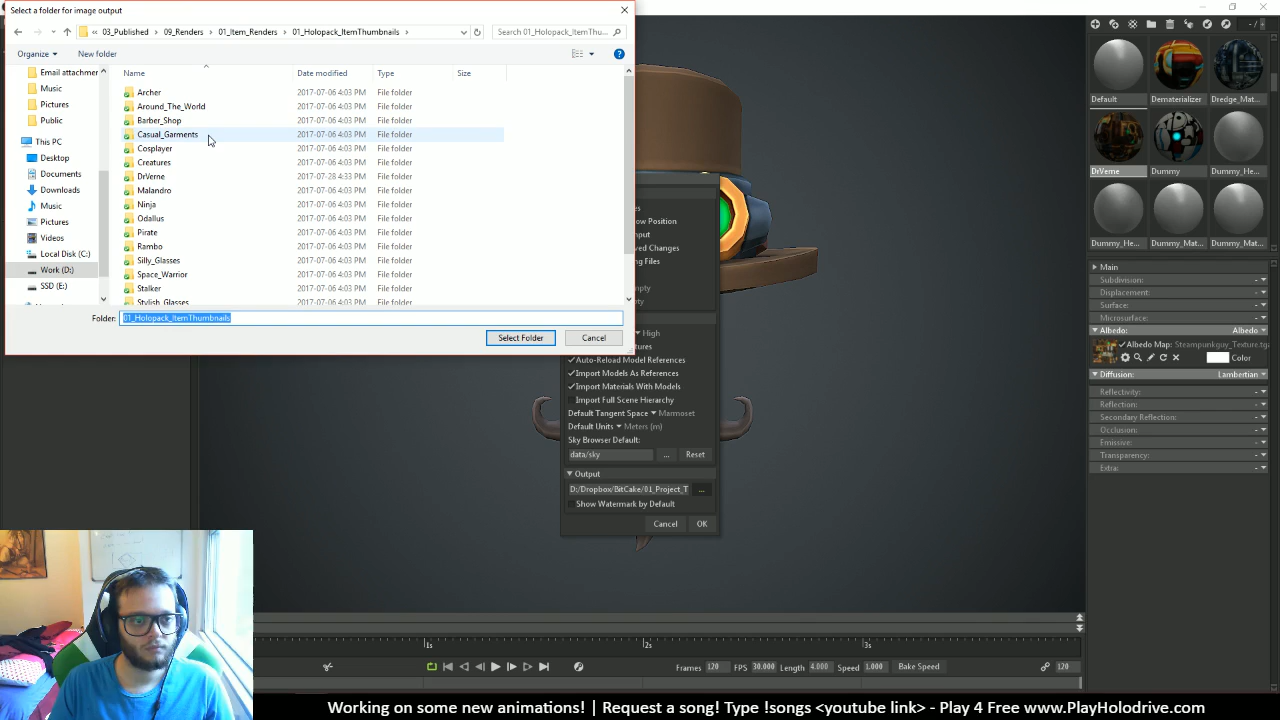 Select a folder for image output
« 03_Published › 09_Renders › 01_Item_Renders › 01_Holopack_ItemThumbnails ›
Search 01_Holopack_ItemThu...
Organize
New folder
Name
Date modified
Type
Size
Email attachmen
Music
Pictures
Public
This PC
Desktop
Documents
Downloads
Music
Pictures
Videos
Local Disk (C:)
Work (D:)
SSD (E:)
Archer 2017-07-06 4:03 PM File folder
Around_The_World 2017-07-06 4:03 PM File folder
Barber_Shop 2017-07-06 4:03 PM File folder
Casual_Garments 2017-07-06 4:03 PM File folder
Cosplayer 2017-07-06 4:03 PM File folder
Creatures 2017-07-06 4:03 PM File folder
DrVerne 2017-07-28 4:33 PM File folder
Malandro 2017-07-06 4:03 PM File folder
Ninja 2017-07-06 4:03 PM File folder
Odallus 2017-07-06 4:03 PM File folder
Pirate 2017-07-06 4:03 PM File folder
Rambo 2017-07-06 4:03 PM File folder
Silly_Glasses 2017-07-06 4:03 PM File folder
Space_Warrior 2017-07-06 4:03 PM File folder
Stalker 2017-07-06 4:03 PM File folder
Stylish_Glasses 2017-07-06 4:03 PM File folder
Folder: 01_Holopack_ItemThumbnails
Select Folder
Cancel
es
ow Position
put
ved Changes
ng Files
pty
ty
High
tures
Auto-Reload Model References
Import Models As References
Import Materials With Models
Import Full Scene Hierarchy
Default Tangent Space Marmoset
Default Units Meters (m)
Sky Browser Default:
data/sky ... Reset
Output
D:/Dropbox/BitCake/01_Project_T ...
Show Watermark by Default
Cancel OK
Default Dematerializer Dredge_Mat...
DrVerne Dummy Dummy_He...
Dummy_He... Dummy_Mat... Dummy_Mat...
Main
Subdivision:
Displacement:
Surface:
Microsurface:
Albedo: Albedo
Albedo Map: Steampunkguy_Texture.tga
Color
Diffusion: Lambertian
Reflectivity:
Reflection:
Secondary Reflection:
Occlusion:
Emissive:
Transparency:
Extra:
1s 2s 3s
Frames 120 FPS 30.000 Length 4.000 Speed 1.000 Bake Speed 120
Working on some new animations! | Request a song! Type !songs <youtube link> - Play 4 Free www.PlayHolodrive.com